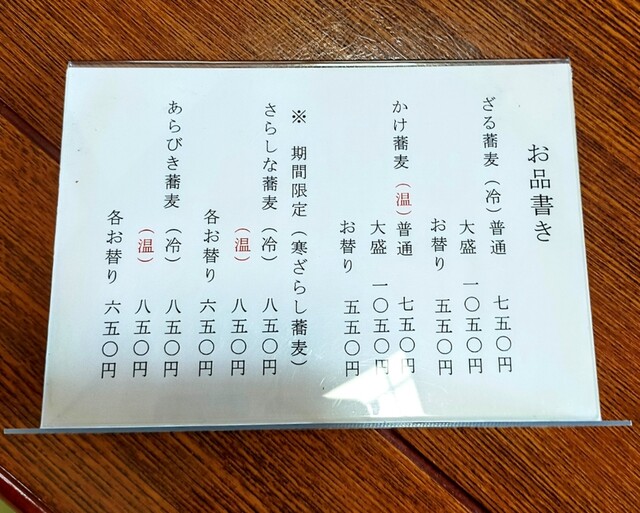 お品書き
ざる蕎麦（冷）普通　七五〇円
大盛　一〇五〇円
お替り　五五〇円
かけ蕎麦（温）普通　七五〇円
大盛　一〇五〇円
お替り　五五〇円
※　期間限定（寒ざらし蕎麦）
さらしな蕎麦（冷）八五〇円
（温）八五〇円
各お替り　六五〇円
あらびき蕎麦（冷）八五〇円
（温）八五〇円
各お替り　六五〇円